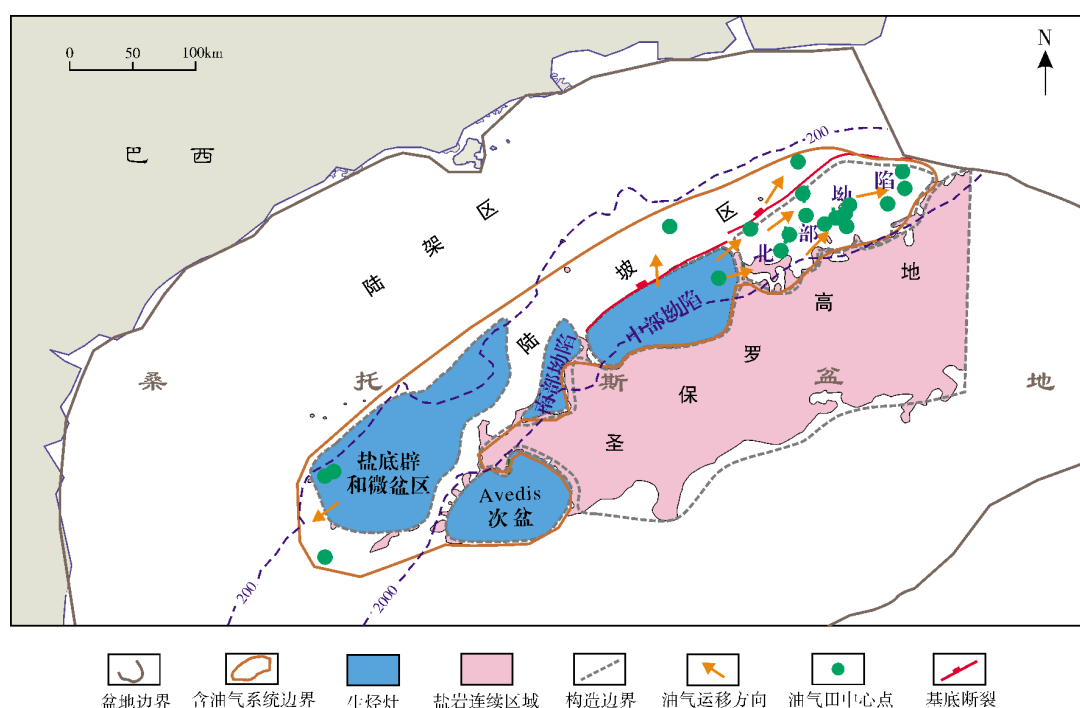 0 50 100km
N
巴西
200
陆架区
陆坡区
北部坳陷
中部坳陷
南部坳陷
圣保罗高地
桑托斯盆地
盐底辟
和微盆区
Avedis
次盆
200
2000
盆地边界
含油气系统边界
生烃灶
盐岩连续区域
构造边界
油气运移方向
油气田中心点
基底断裂